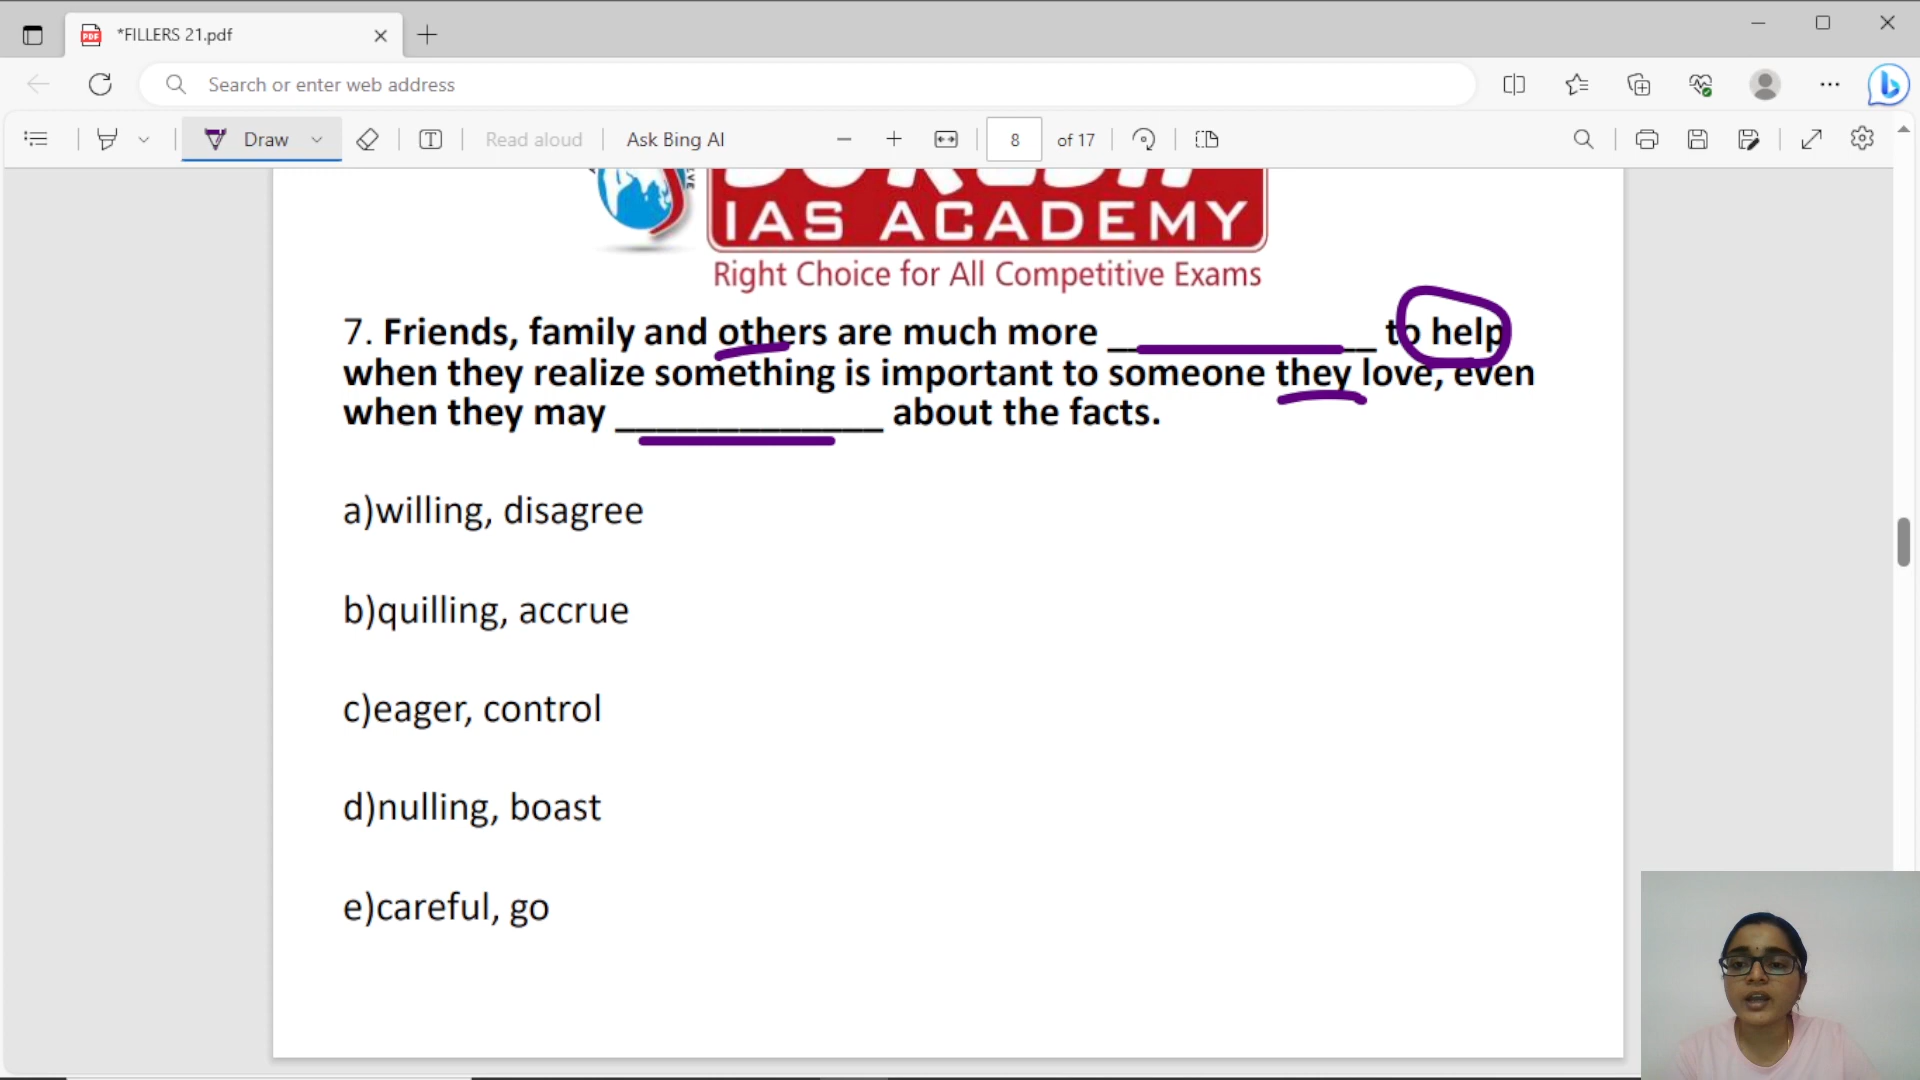 *FILLERS 21.pdf
Search or enter web address
Draw
Read aloud
Ask Bing AI
8
of 17
IAS ACADEMY
Right Choice for All Competitive Exams
7. Friends, family and others are much more _____________ to help
when they realize something is important to someone they love, even
when they may _____________ about the facts.
a)willing, disagree
b)quilling, accrue
c)eager, control
d)nulling, boast
e)careful, go